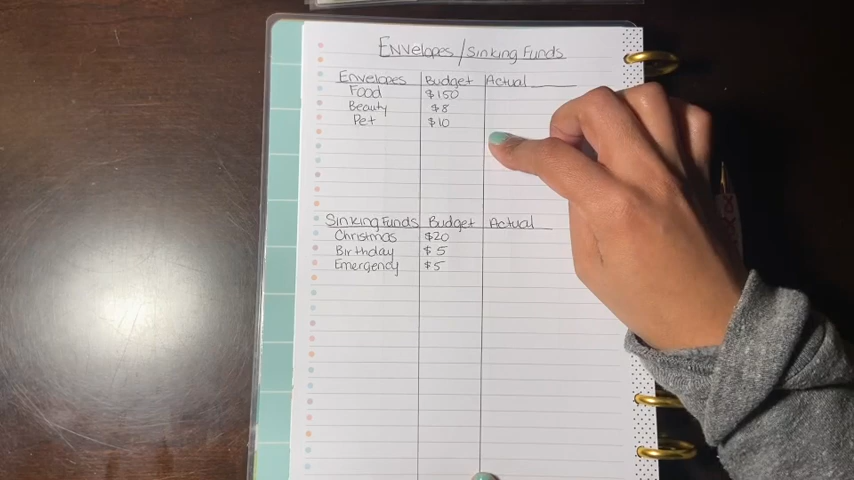 Envelopes/Sinking Funds
Envelopes Budget Actual
Food $150
Beauty $8
Pet $10
Sinking Funds Budget Actual
Christmas $20
Birthday $5
Emergency $5